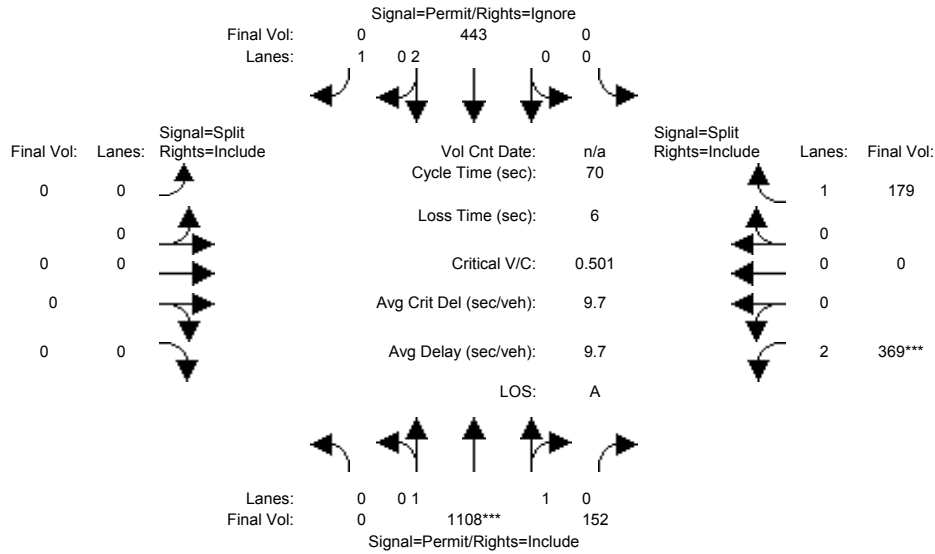 Signal=Permit/Rights=Ignore
Final Vol: 0 443 0
Lanes: 1 0 2 0 0
Signal=Split Signal=Split
Final Vol: Lanes: Rights=Include Vol Cnt Date: n/a Rights=Include Lanes: Final Vol:
Cycle Time (sec): 70
0 0 1 179
Loss Time (sec): 6
0 0
0 0 Critical V/C: 0.501 0 0
0 Avg Crit Del (sec/veh): 9.7 0
0 0 Avg Delay (sec/veh): 9.7 2 369***
LOS: A
Lanes: 0 0 1 1 0
Final Vol: 0 1108*** 152
Signal=Permit/Rights=Include